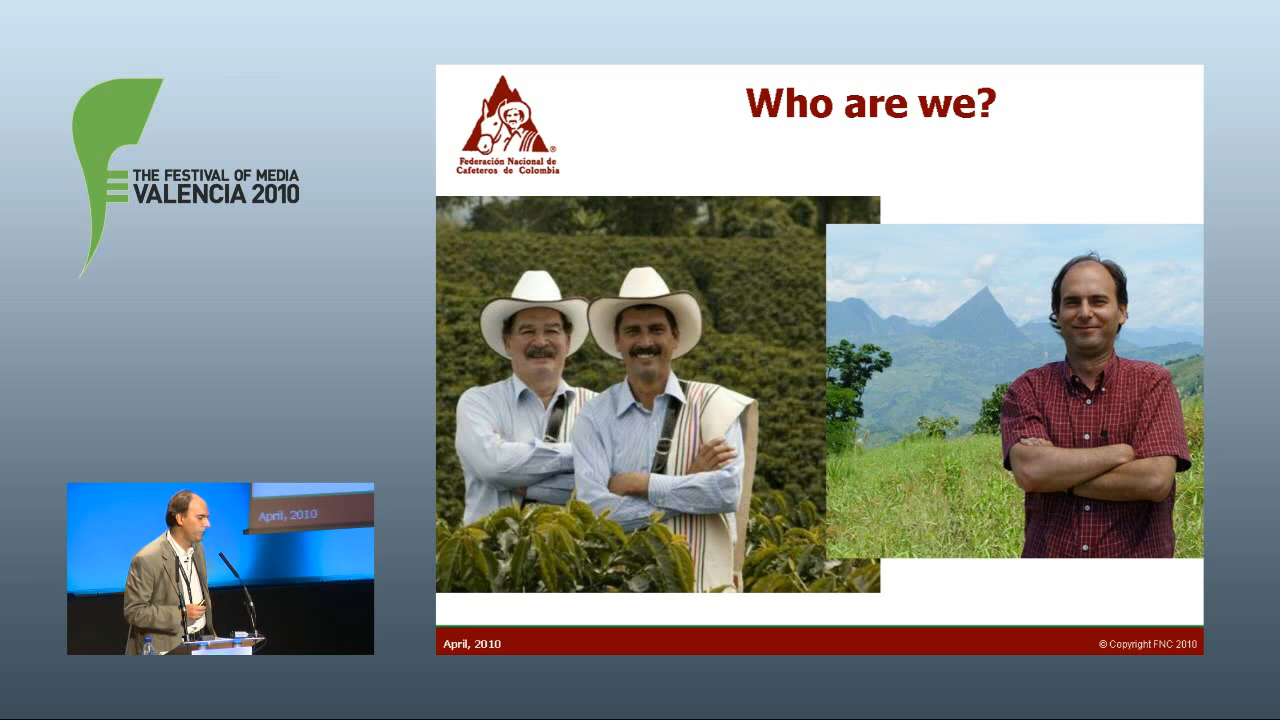 THE FESTIVAL OF MEDIA
VALENCIA 2010
Who are we?
Federación Nacional de
Cafeteros de Colombia
®
April, 2010
April, 2010
© Copyright FNC 2010